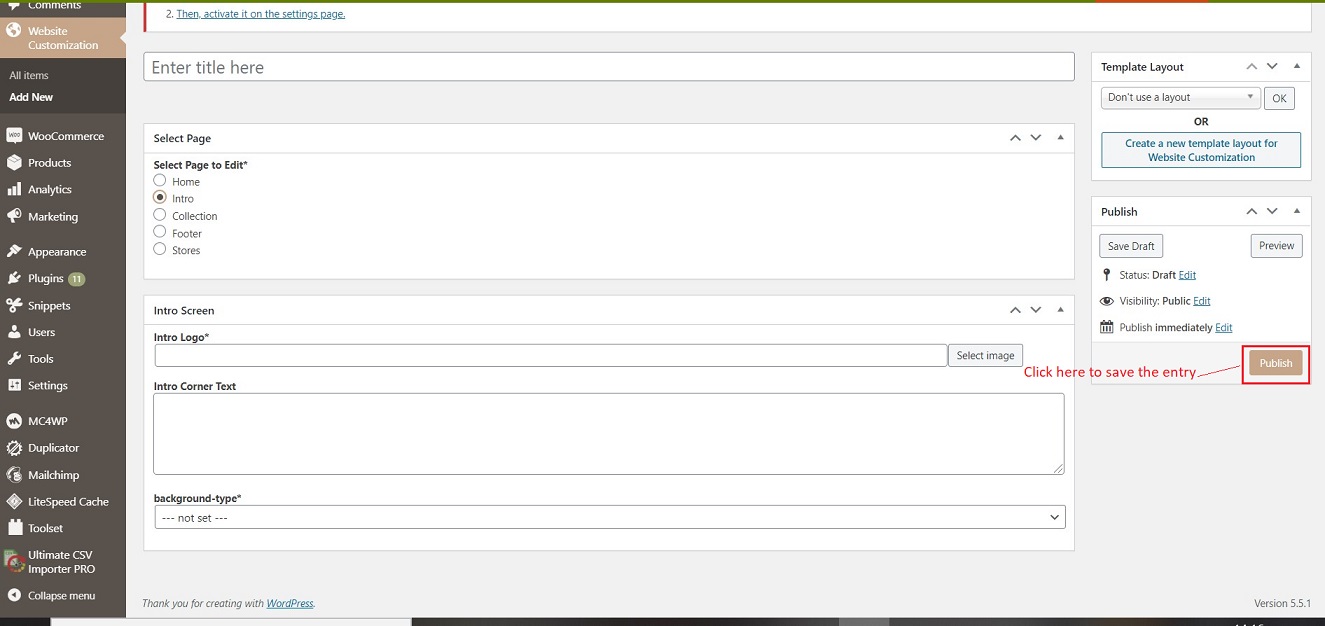 Comments
Website
Customization
All items
Add New
WooCommerce
Products
Analytics
Marketing
Appearance
Plugins 11
Snippets
Users
Tools
Settings
MC4WP
Duplicator
Mailchimp
LiteSpeed Cache
Toolset
Ultimate CSV
Importer PRO
Collapse menu
2. Then, activate it on the settings page.
Enter title here
Select Page
Select Page to Edit*
Home
Intro
Collection
Footer
Stores
Intro Screen
Intro Logo*
Select image
Intro Corner Text
background-type*
--- not set ---
Template Layout
Don't use a layout
OK
OR
Create a new template layout for
Website Customization
Publish
Save Draft
Preview
Status: Draft Edit
Visibility: Public Edit
Publish immediately Edit
Click here to save the entry
Publish
Thank you for creating with WordPress.
Version 5.5.1